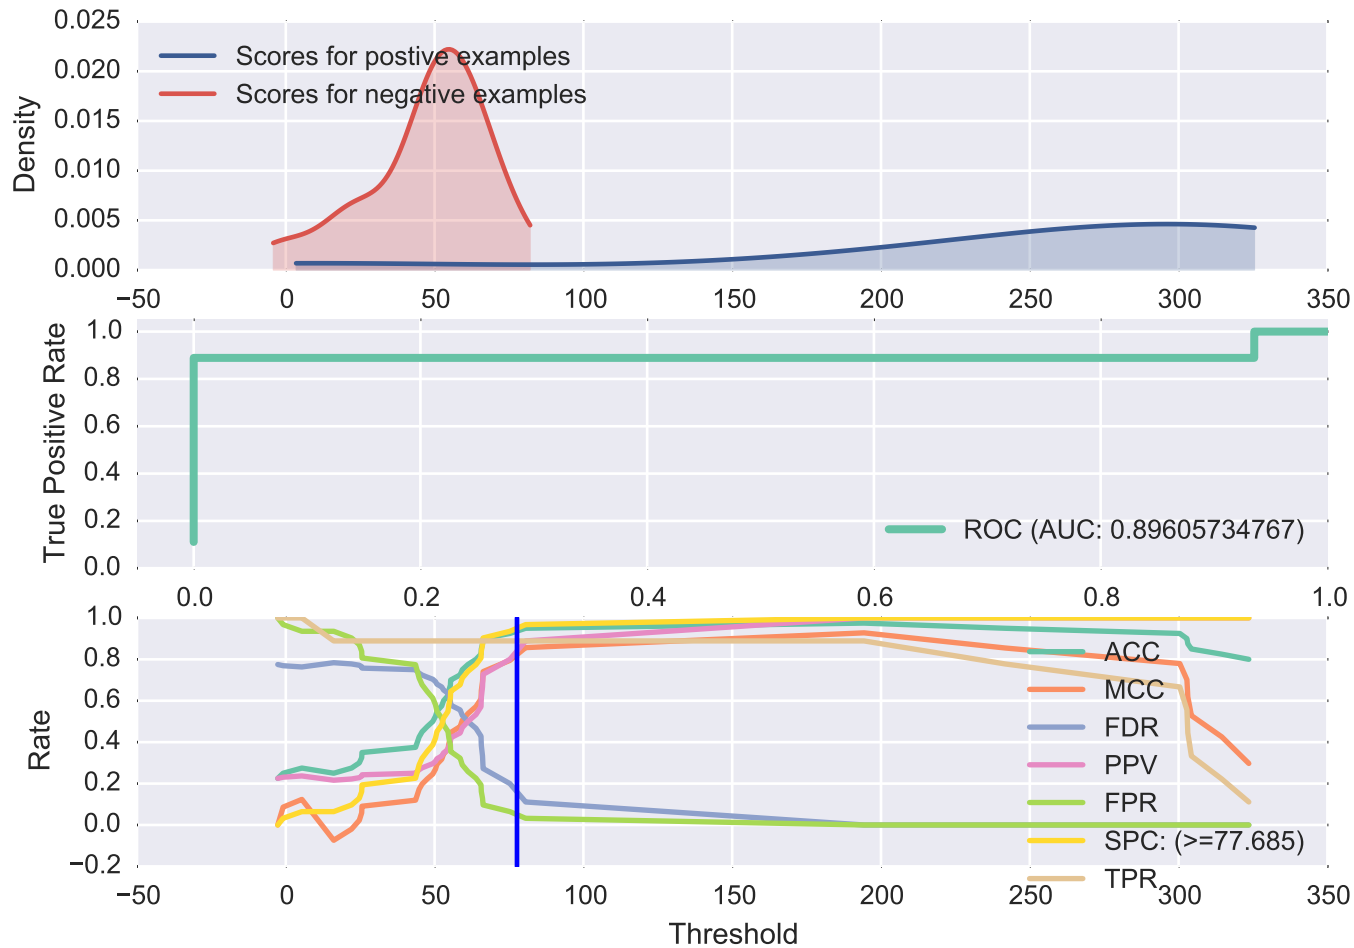 0.025
0.020
0.015
0.010
0.005
0.000
Density
Scores for postive examples
Scores for negative examples
−50 0 50 100 150 200 250 300 350
1.0
0.8
0.6
0.4
0.2
0.0
True Positive Rate
ROC (AUC: 0.89605734767)
0.0 0.2 0.4 0.6 0.8 1.0
1.0
0.8
0.6
0.4
0.2
0.0
−0.2
Rate
ACC
MCC
FDR
PPV
FPR
SPC: (>=77.685)
TPR
−50 0 50 100 150 200 250 300 350
Threshold